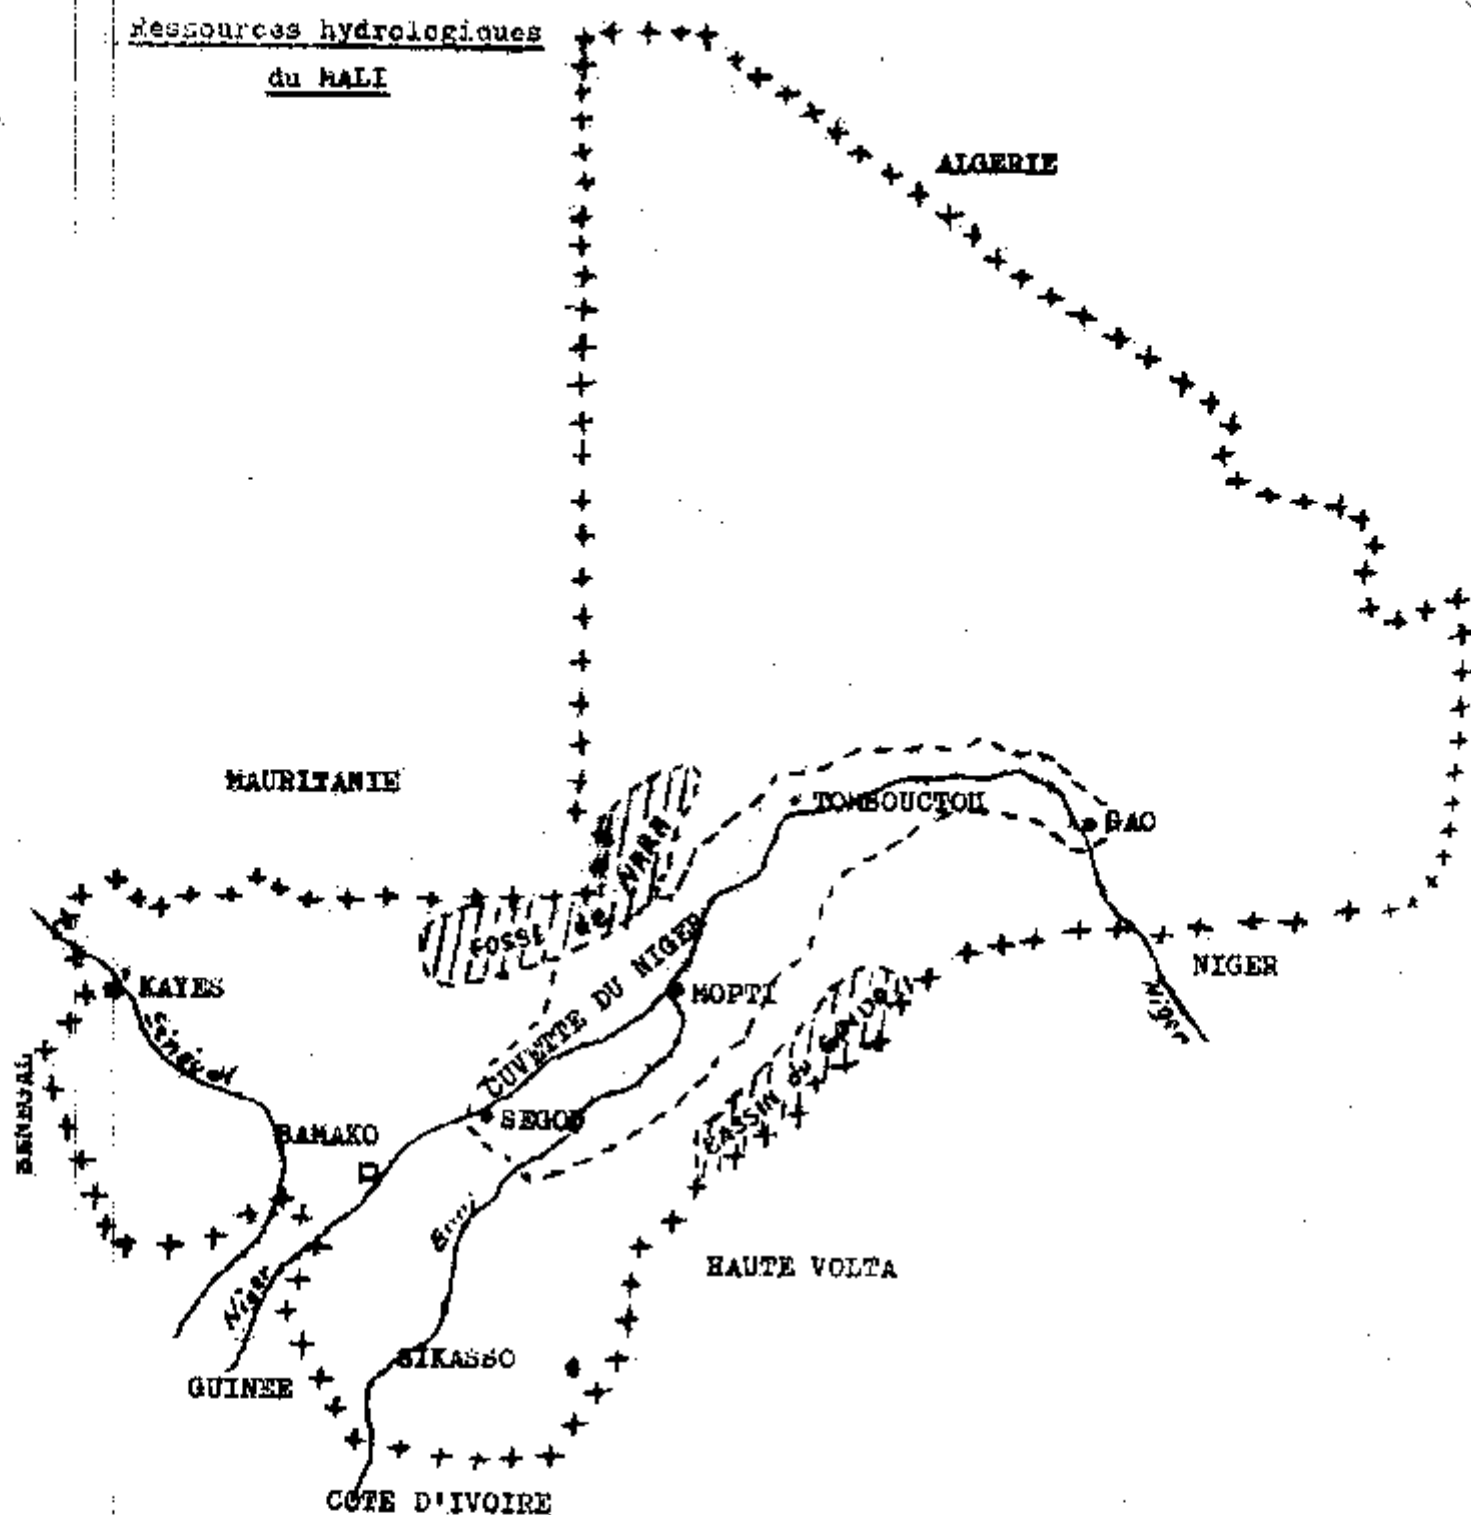 Ressources hydrologiques
du MALI
ALGERIE
MAURITANIE
TOMBOUCTOU
GAO
NARA
FOSSE
CUVETTE DU NIGER
NIGER
Niger
KAYES
MOPTI
Sénégal
SENEGAL
SEGOU
BAMAKO
BASSIN du GONDO
Bani
HAUTE VOLTA
Niger
SIKASSO
GUINEE
COTE D'IVOIRE